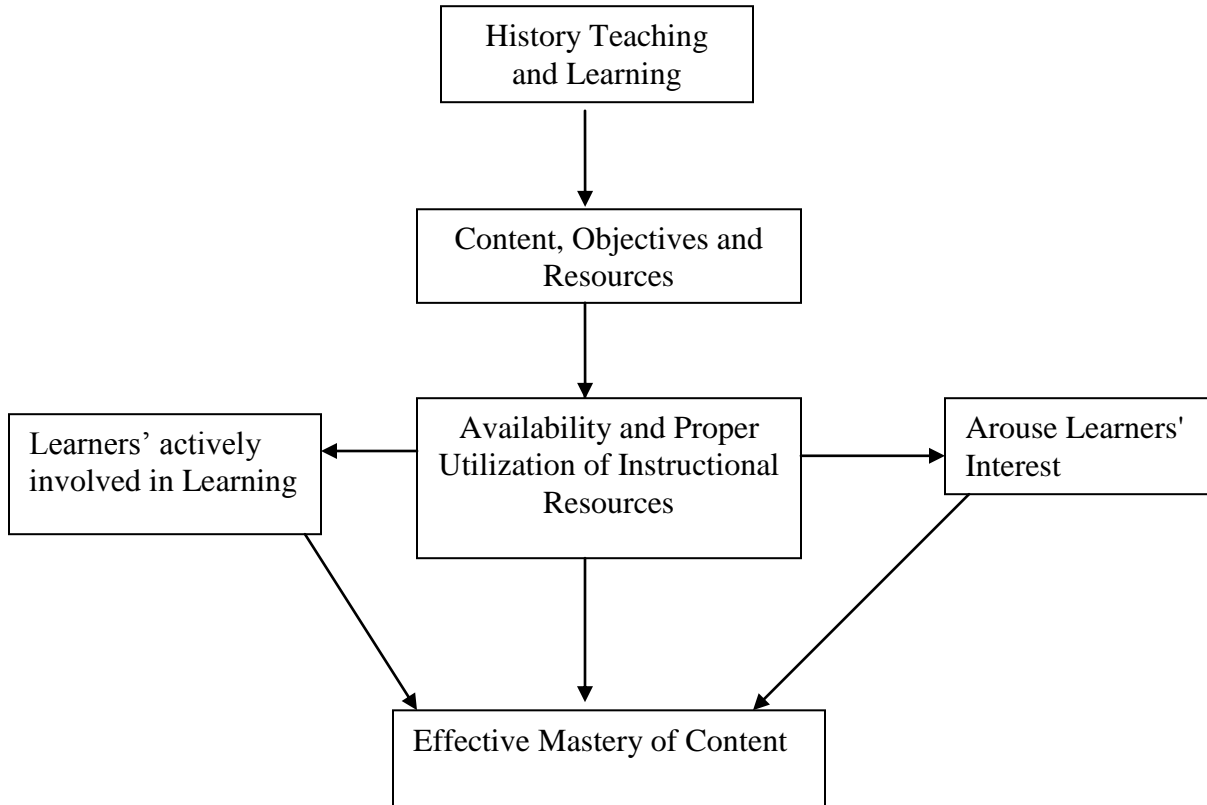 History Teaching
and Learning
Content, Objectives and
Resources
Learners’ actively
involved in Learning
Availability and Proper
Utilization of Instructional
Resources
Arouse Learners'
Interest
Effective Mastery of Content